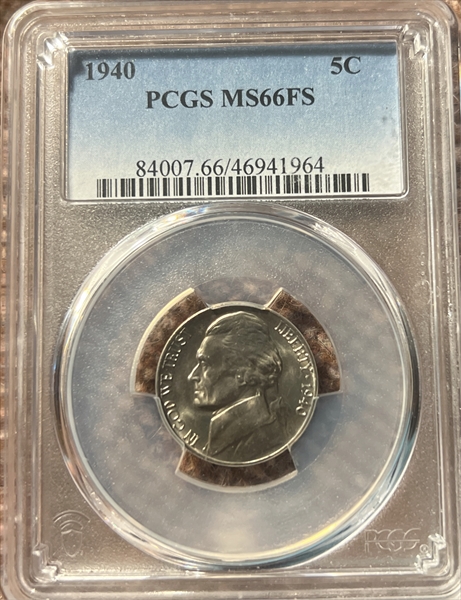 1940 5C
PCGS MS66FS
84007.66/46941964
IN GOD WE TRUST
LIBERTY 1940
PCGS